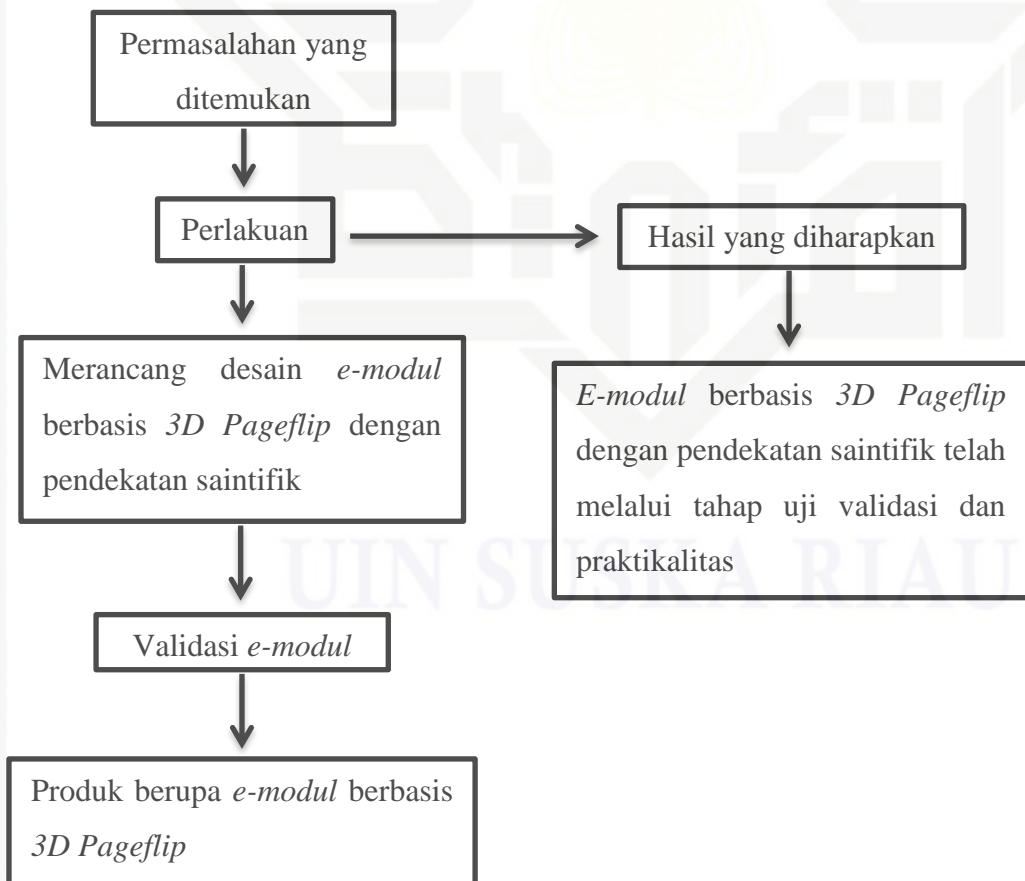 Permasalahan yang
ditemukan
Perlakuan
Hasil yang diharapkan
Merancang desain e-modul
berbasis 3D Pageflip dengan
pendekatan saintifik
E-modul berbasis 3D Pageflip
dengan pendekatan saintifik telah
melalui tahap uji validasi dan
praktikalitas
UIN SUSKA RIAU
Validasi e-modul
Produk berupa e-modul berbasis
3D Pageflip